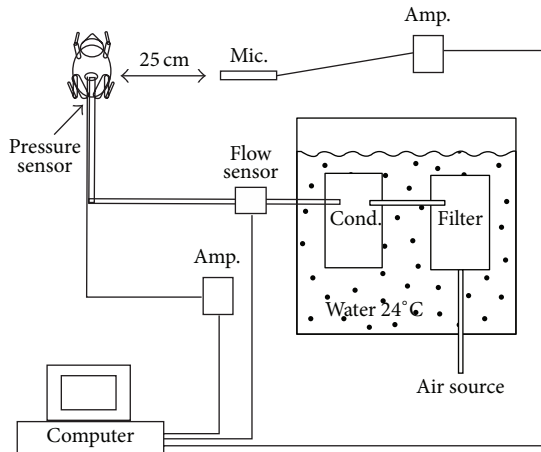 Amp.
25 cm
Mic.
Pressure
sensor
Flow
sensor
Cond.
Filter
Amp.
Water 24°C
Air source
Computer